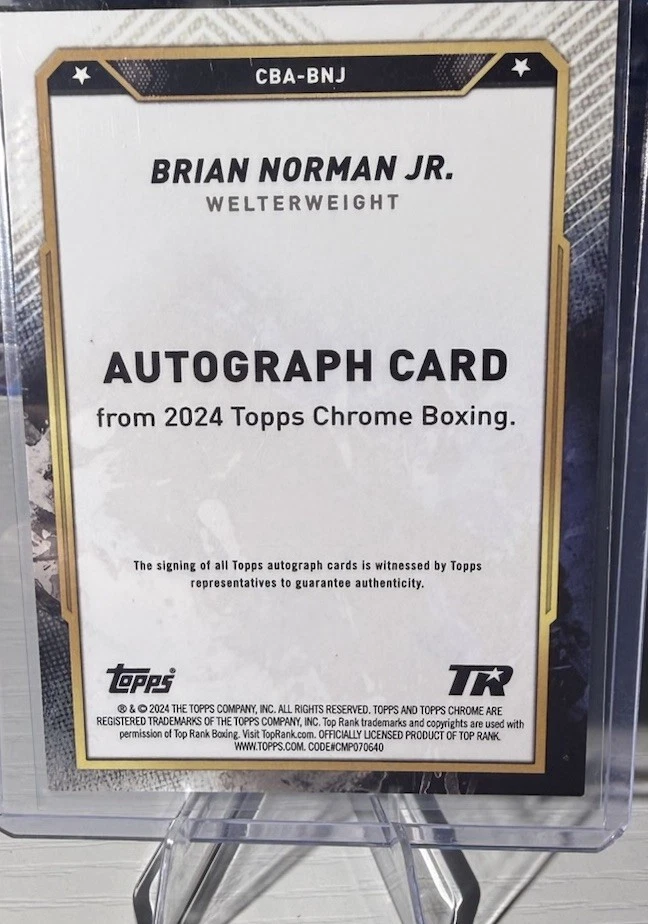 CBA-BNJ
BRIAN NORMAN JR.
WELTERWEIGHT
AUTOGRAPH CARD
from 2024 Topps Chrome Boxing.
The signing of all Topps autograph cards is witnessed by Topps
representatives to guarantee authenticity.
Topps® TR
® & © 2024 THE TOPPS COMPANY, INC. ALL RIGHTS RESERVED. TOPPS AND TOPPS CHROME ARE
REGISTERED TRADEMARKS OF THE TOPPS COMPANY, INC. Top Rank trademarks and copyrights are used with
permission of Top Rank Boxing. Visit TopRank.com. OFFICIALLY LICENSED PRODUCT OF TOP RANK.
WWW.TOPPS.COM. CODE#CMP070640